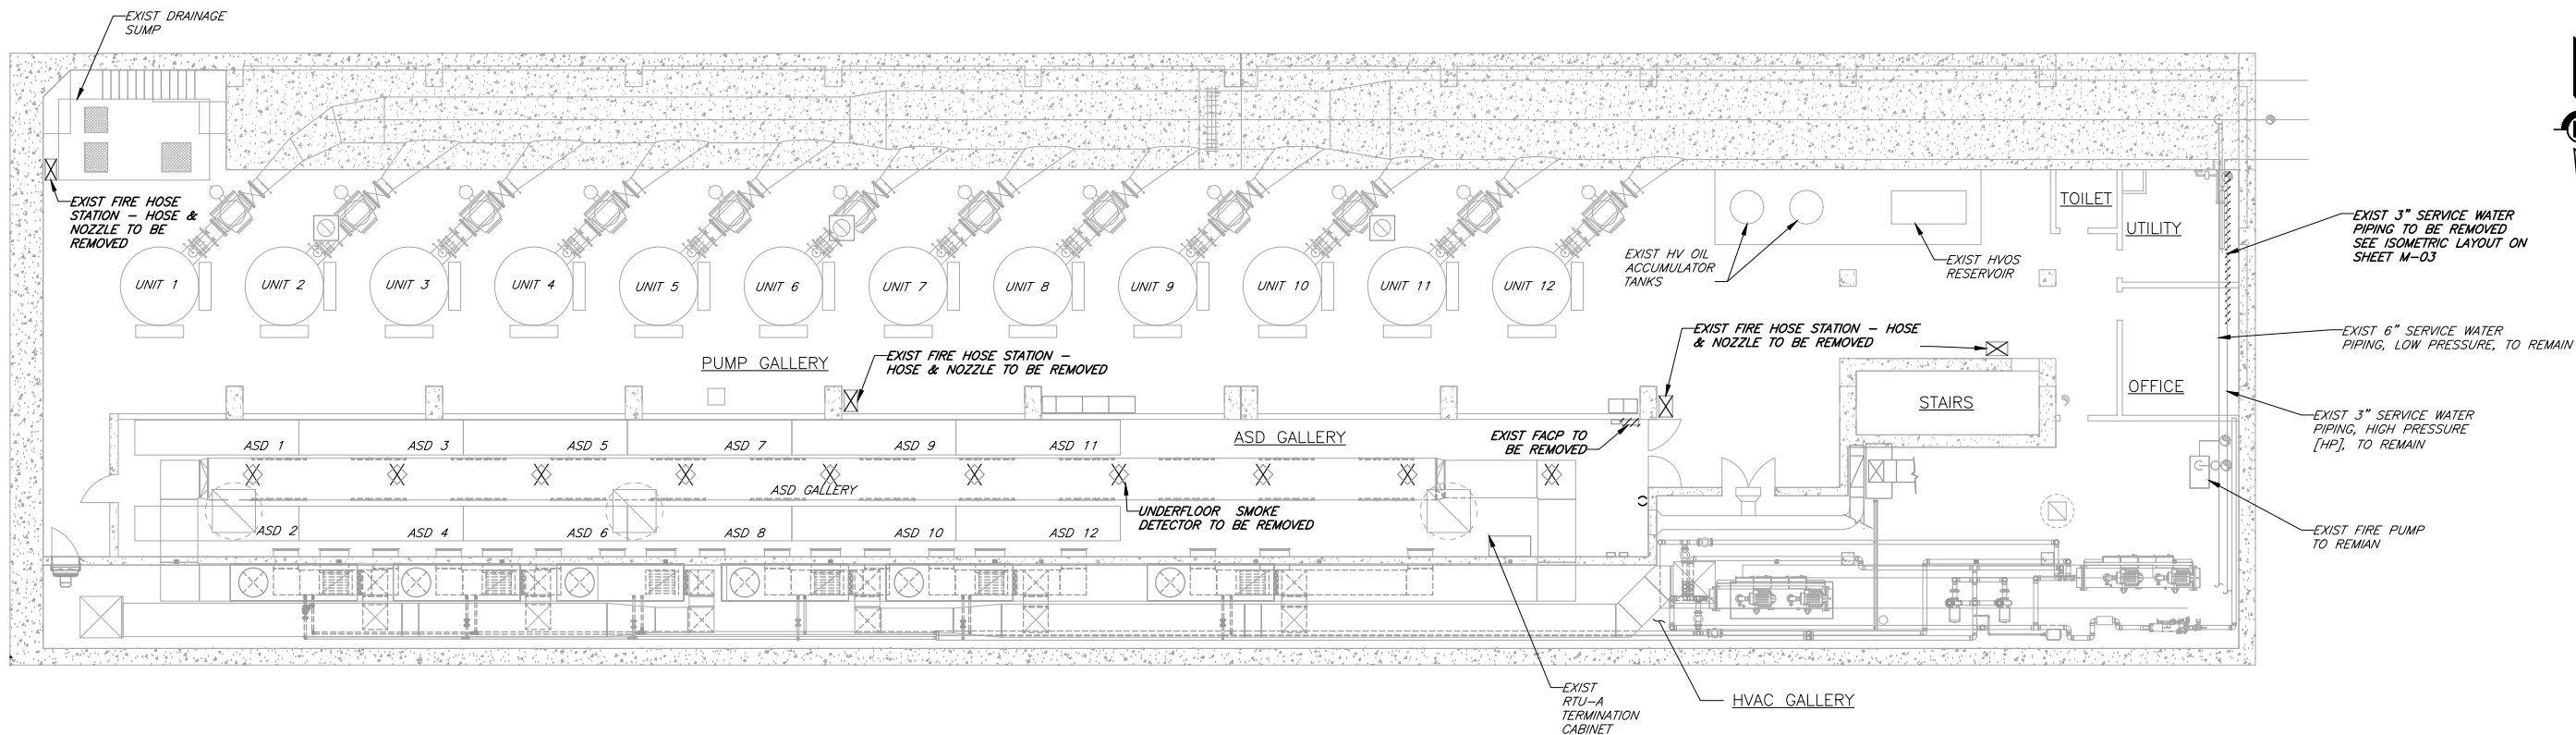 EXIST DRAINAGE
SUMP
EXIST FIRE HOSE
STATION – HOSE &
NOZZLE TO BE
REMOVED
UNIT 1
UNIT 2
UNIT 3
UNIT 4
UNIT 5
UNIT 6
UNIT 7
UNIT 8
UNIT 9
UNIT 10
UNIT 11
UNIT 12
EXIST HV OIL
ACCUMULATOR
TANKS
EXIST HVOS
RESERVOIR
TOILET
UTILITY
EXIST 3" SERVICE WATER
PIPING TO BE REMOVED
SEE ISOMETRIC LAYOUT ON
SHEET M-03
EXIST 6" SERVICE WATER
PIPING, LOW PRESSURE, TO REMAIN
PUMP GALLERY
EXIST FIRE HOSE STATION –
HOSE & NOZZLE TO BE REMOVED
EXIST FIRE HOSE STATION – HOSE
& NOZZLE TO BE REMOVED
OFFICE
STAIRS
EXIST 3" SERVICE WATER
PIPING, HIGH PRESSURE
[HP], TO REMAIN
ASD 1
ASD 3
ASD 5
ASD 7
ASD 9
ASD 11
ASD GALLERY
EXIST FACP TO
BE REMOVED
ASD GALLERY
UNDERFLOOR SMOKE
DETECTOR TO BE REMOVED
ASD 2
ASD 4
ASD 6
ASD 8
ASD 10
ASD 12
EXIST FIRE PUMP
TO REMIAN
EXIST
RTU-A
TERMINATION
CABINET
HVAC GALLERY